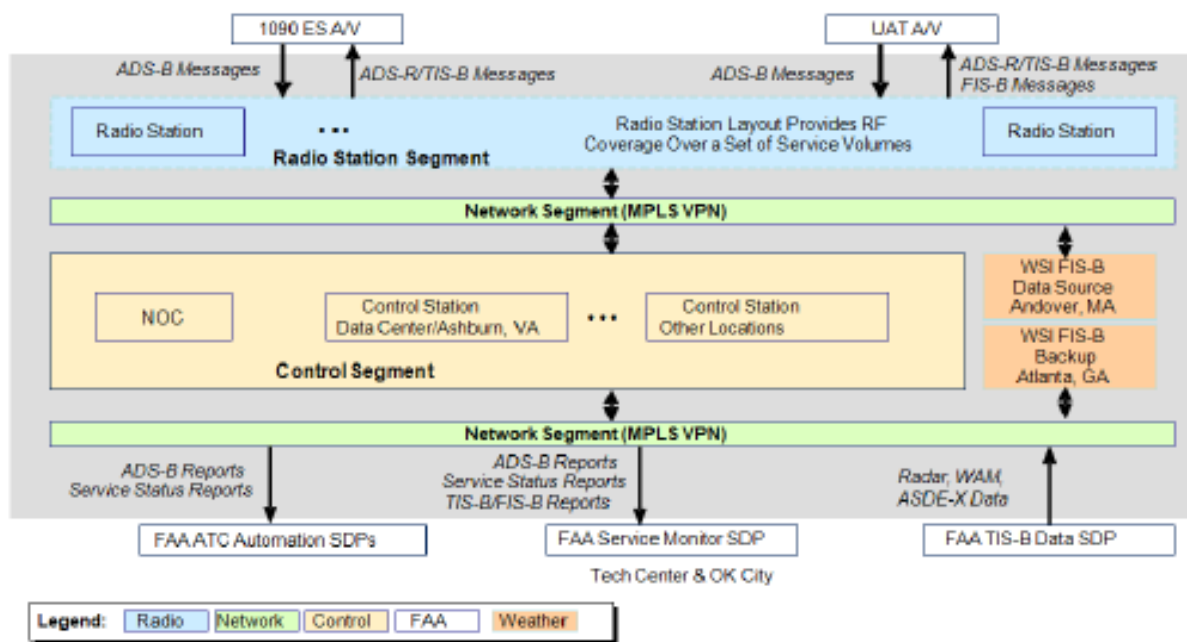 1090 ES A/V
UAT A/V
ADS-B Messages
ADS-R/TIS-B Messages
ADS-B Messages
ADS-R/TIS-B Messages
FIS-B Messages
Radio Station
...
Radio Station Layout Provides RF
Coverage Over a Set of Service Volumes
Radio Station
Radio Station Segment
Network Segment (MPLS VPN)
NOC
Control Station
Data Center/Ashburn, VA
...
Control Station
Other Locations
Control Segment
WSI FIS-B
Data Source
Andover, MA
WSI FIS-B
Backup
Atlanta, GA
Network Segment (MPLS VPN)
ADS-B Reports
Service Status Reports
ADS-B Reports
Service Status Reports
TIS-B/FIS-B Reports
Radar, WAM,
ASDE-X Data
FAA ATC Automation SDPs
FAA Service Monitor SDP
FAA TIS-B Data SDP
Tech Center & OK City
Legend: Radio Network Control FAA Weather